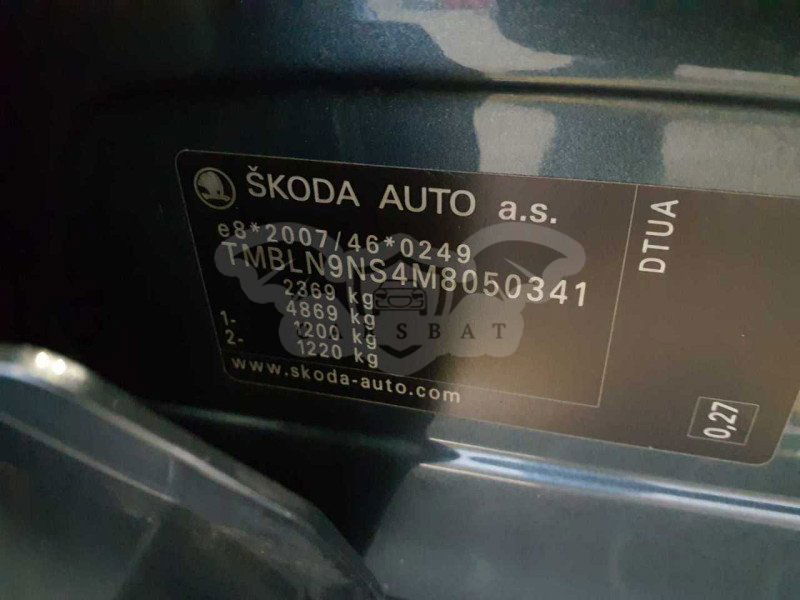 ŠKODA AUTO a.s.
e8*2007/46*0249
TMBLN9NS4M8050341
2369 kg
4869 kg
1- 1200 kg
2- 1220 kg
www.skoda-auto.com
DTUA
0,27
CARSBAT